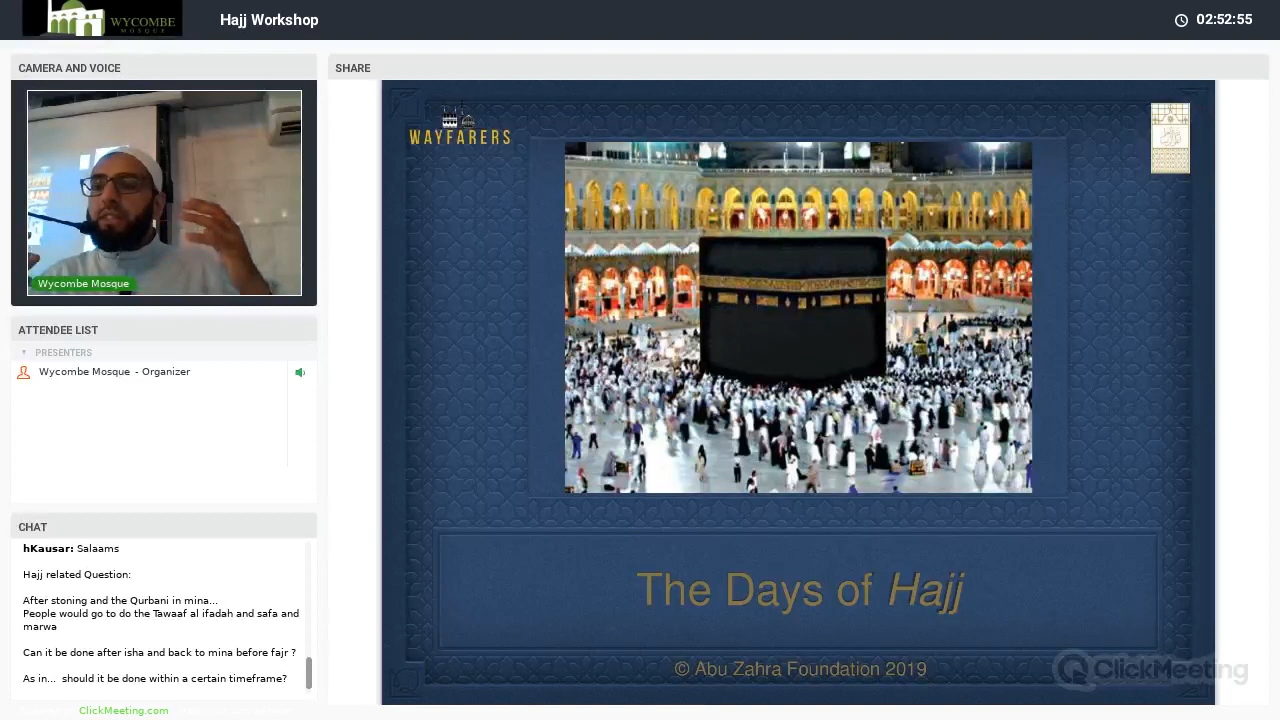 WYCOMBE
MOSQUE
Hajj Workshop
02:52:55
CAMERA AND VOICE
SHARE
Wycombe Mosque
WAYFARERS
ATTENDEE LIST
PRESENTERS
Wycombe Mosque - Organizer
CHAT
hKausar: Salaams
Hajj related Question:
After stoning and the Qurbani in mina...
People would go to do the Tawaaf al ifadah and safa and
marwa
Can it be done after isha and back to mina before fajr ?
As in... should it be done within a certain timeframe?
The Days of Hajj
© Abu Zahra Foundation 2019
ClickMeeting
ClickMeeting.com